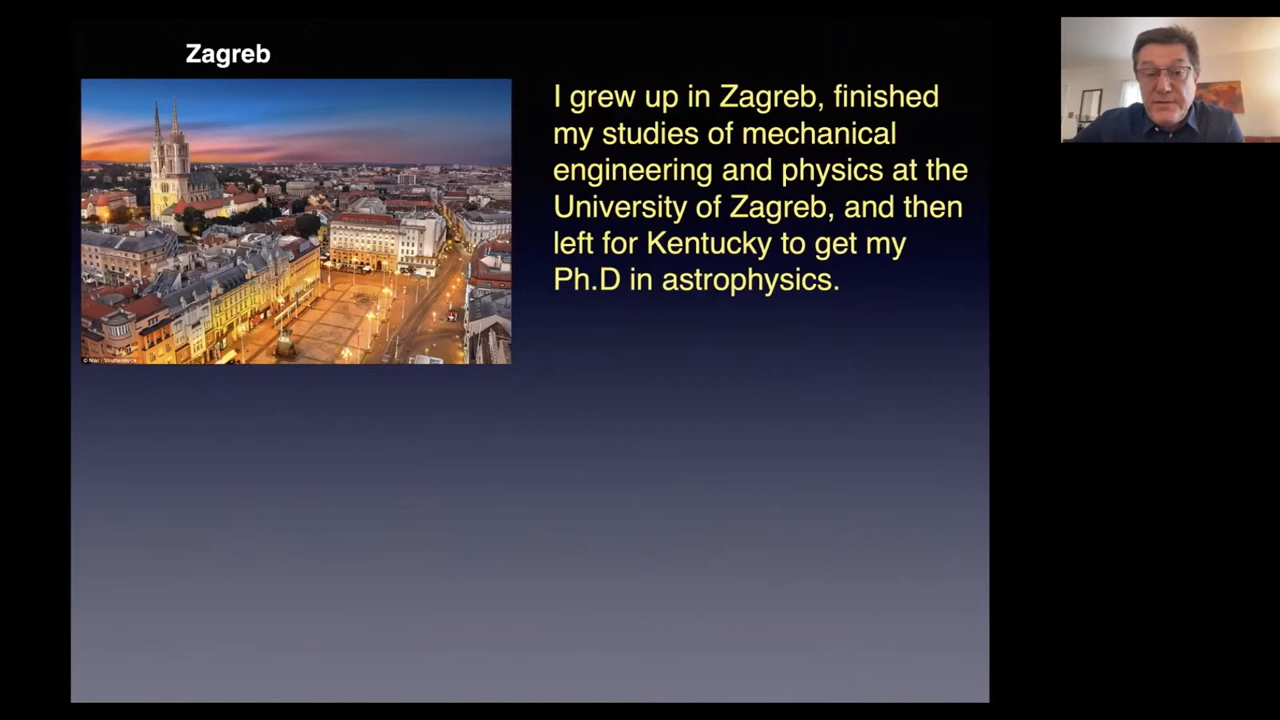 Zagreb
I grew up in Zagreb, finished
my studies of mechanical
engineering and physics at the
University of Zagreb, and then
left for Kentucky to get my
Ph.D in astrophysics.